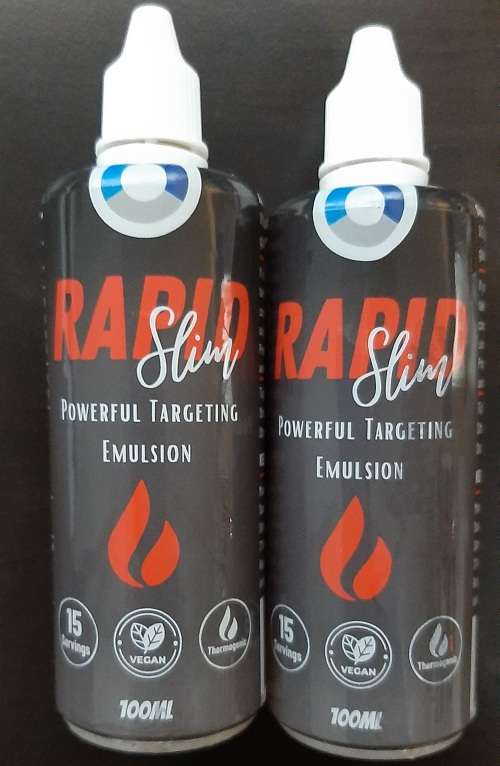 RAPID
Slim
POWERFUL TARGETING
EMULSION
15
Servings
VEGAN
Thermogenic
100ML
RAPID
Slim
POWERFUL TARGETING
EMULSION
15
Servings
VEGAN
Thermogenic
100ML